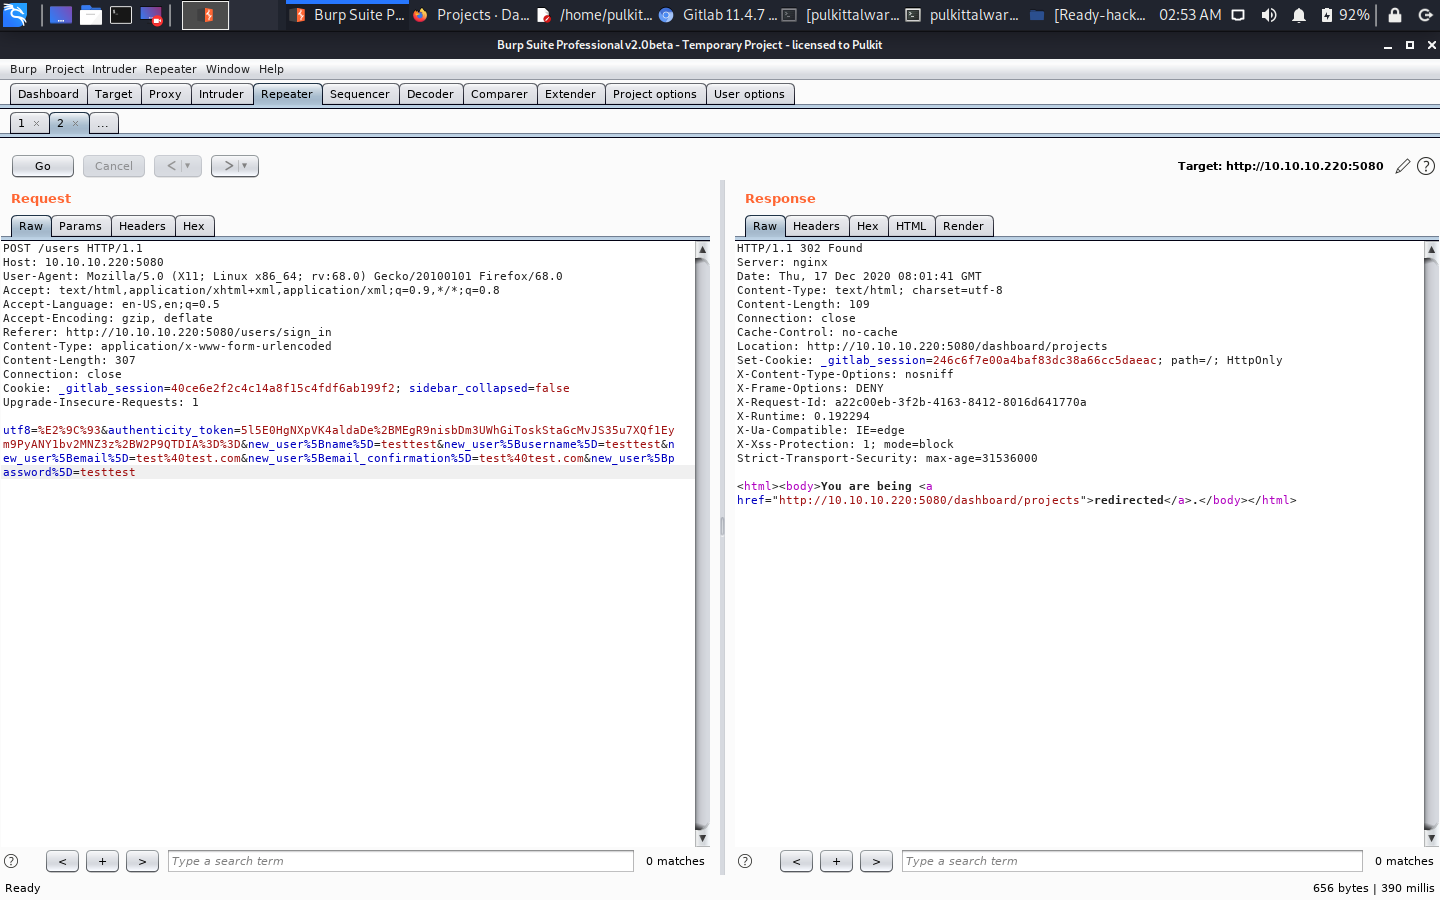 Burp Suite P...
Projects · Da...
/home/pulkit...
Gitlab 11.4.7 ...
[pulkittalwar...
pulkittalwar...
[Ready-hack...
02:53 AM
92%
Burp Suite Professional v2.0beta - Temporary Project - licensed to Pulkit
Burp Project Intruder Repeater Window Help
Dashboard Target Proxy Intruder Repeater Sequencer Decoder Comparer Extender Project options User options
1 × 2 × ...
Go Cancel < ▼ > ▼ Target: http://10.10.10.220:5080 ?
Request
Raw Params Headers Hex
POST /users HTTP/1.1
Host: 10.10.10.220:5080
User-Agent: Mozilla/5.0 (X11; Linux x86_64; rv:68.0) Gecko/20100101 Firefox/68.0
Accept: text/html,application/xhtml+xml,application/xml;q=0.9,*/*;q=0.8
Accept-Language: en-US,en;q=0.5
Accept-Encoding: gzip, deflate
Referer: http://10.10.10.220:5080/users/sign_in
Content-Type: application/x-www-form-urlencoded
Content-Length: 307
Connection: close
Cookie: _gitlab_session=40ce6e2f2c4c14a8f15c4fdf6ab199f2; sidebar_collapsed=false
Upgrade-Insecure-Requests: 1
utf8=%E2%9C%93&authenticity_token=5l5E0HgNXpVK4aldaDe%2BMEgR9nisbDm3UWhGiToskStaGcMvJS35u7XQf1Ey
m9PyANY1bv2MNZ3z%2BW2P9QTDIA%3D%3D&new_user%5Bname%5D=testtest&new_user%5Busername%5D=testtest&n
ew_user%5Bemail%5D=test%40test.com&new_user%5Bemail_confirmation%5D=test%40test.com&new_user%5Bp
assword%5D=testtest
? < + > Type a search term 0 matches
Response
Raw Headers Hex HTML Render
HTTP/1.1 302 Found
Server: nginx
Date: Thu, 17 Dec 2020 08:01:41 GMT
Content-Type: text/html; charset=utf-8
Content-Length: 109
Connection: close
Cache-Control: no-cache
Location: http://10.10.10.220:5080/dashboard/projects
Set-Cookie: _gitlab_session=246c6f7e00a4baf83dc38a66cc5daeac; path=/; HttpOnly
X-Content-Type-Options: nosniff
X-Frame-Options: DENY
X-Request-Id: a22c00eb-3f2b-4163-8412-8016d641770a
X-Runtime: 0.192294
X-Ua-Compatible: IE=edge
X-Xss-Protection: 1; mode=block
Strict-Transport-Security: max-age=31536000
<html><body>You are being <a
href="http://10.10.10.220:5080/dashboard/projects">redirected</a>.</body></html>
? < + > Type a search term 0 matches
Ready
656 bytes | 390 millis